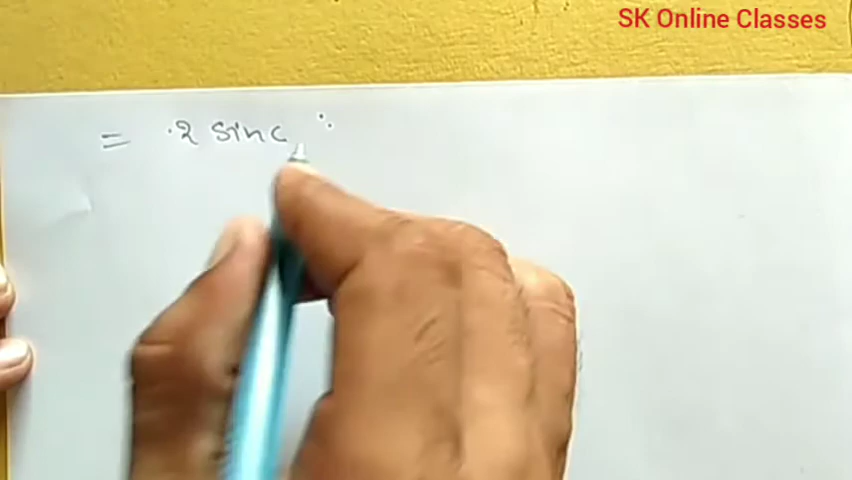 SK Online Classes
= .2 sinc